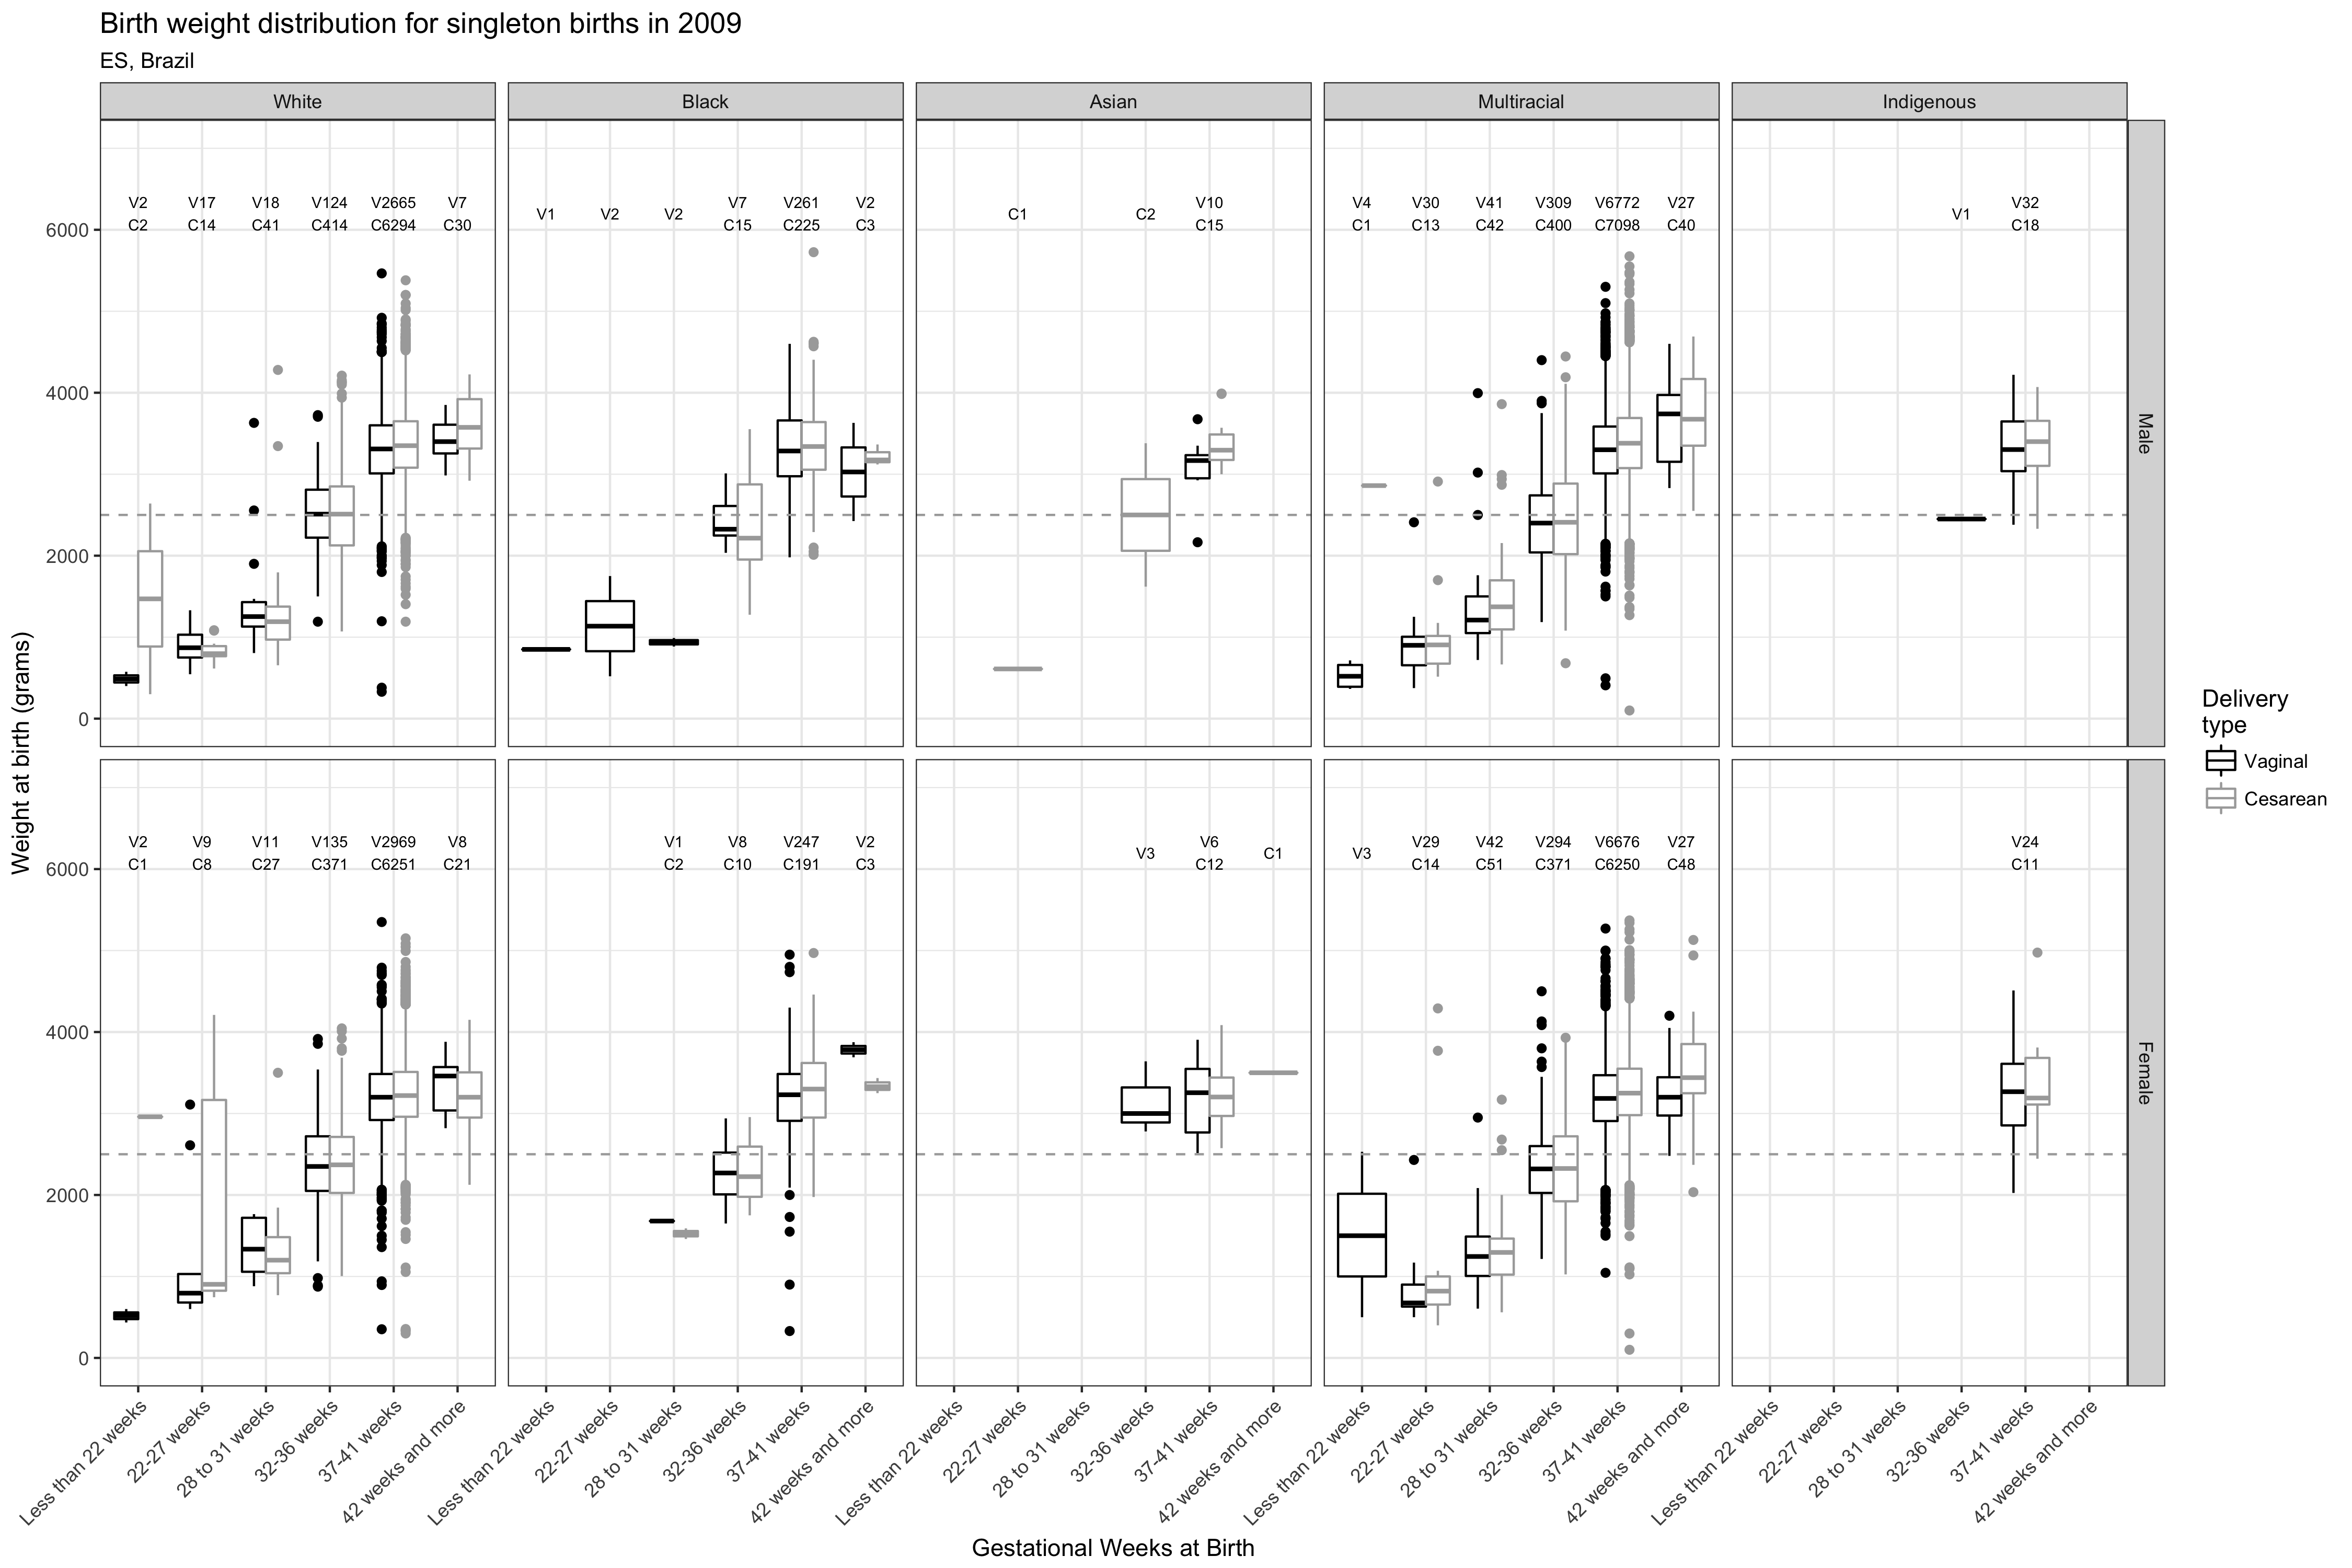 Birth weight distribution for singleton births in 2009
ES, Brazil
White
Black
Asian
Multiracial
Indigenous
V2 V17 V18 V124 V2665 V7
C2 C14 C41 C414 C6294 C30
V1 V2 V2 V7 V261 V2
C15 C225 C3
C1 C2 V10
C15
V4 V30 V41 V309 V6772 V27
C1 C13 C42 C400 C7098 C40
V1 V32
C18
6000
4000
2000
0
Male
V2 V9 V11 V135 V2969 V8
C1 C8 C27 C371 C6251 C21
V1 V8 V247 V2
C2 C10 C191 C3
V3 V6 C1
C12
V3 V29 V42 V294 V6676 V27
C14 C51 C371 C6250 C48
V24
C11
6000
4000
2000
0
Female
Weight at birth (grams)
Less than 22 weeks
22-27 weeks
28 to 31 weeks
32-36 weeks
37-41 weeks
42 weeks and more
Less than 22 weeks
22-27 weeks
28 to 31 weeks
32-36 weeks
37-41 weeks
42 weeks and more
Less than 22 weeks
22-27 weeks
28 to 31 weeks
32-36 weeks
37-41 weeks
42 weeks and more
Less than 22 weeks
22-27 weeks
28 to 31 weeks
32-36 weeks
37-41 weeks
42 weeks and more
Less than 22 weeks
22-27 weeks
28 to 31 weeks
32-36 weeks
37-41 weeks
42 weeks and more
Gestational Weeks at Birth
Delivery
type
Vaginal
Cesarean